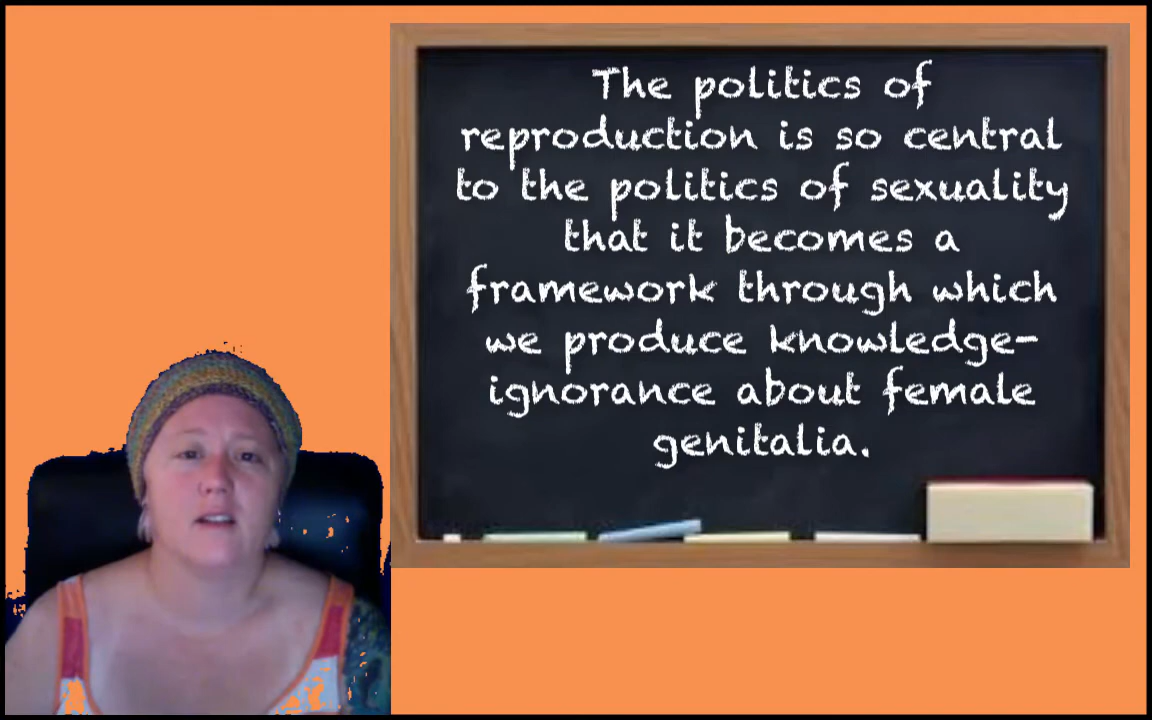 The politics of
reproduction is so central
to the politics of sexuality
that it becomes a
framework through which
we produce knowledge-
ignorance about female
genitalia.